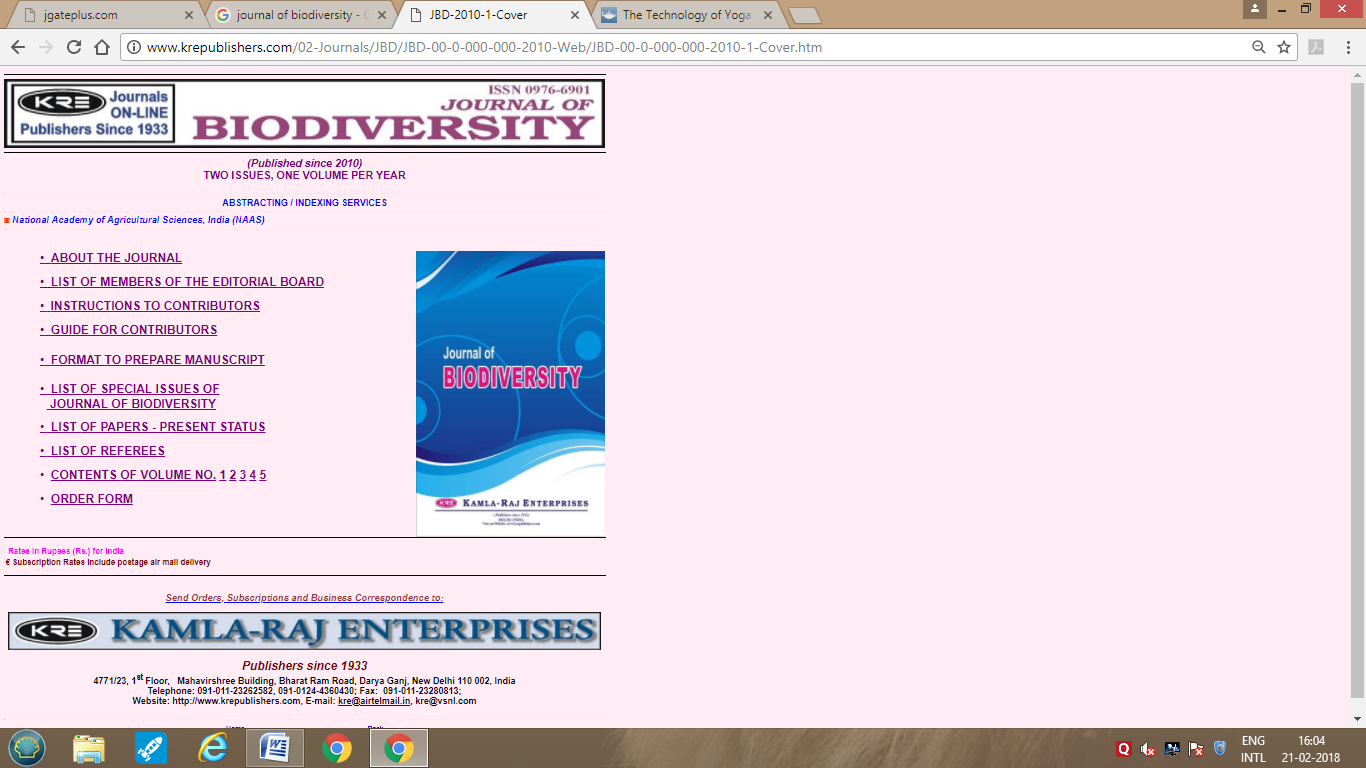 jgateplus.com
journal of biodiversity - G
JBD-2010-1-Cover
The Technology of Yoga
www.krepublishers.com/02-Journals/JBD/JBD-00-0-000-000-2010-Web/JBD-00-0-000-000-2010-1-Cover.htm
KRE Journals
ON-LINE
Publishers Since 1933
ISSN 0976-6901
JOURNAL OF
BIODIVERSITY
(Published since 2010)
TWO ISSUES, ONE VOLUME PER YEAR
ABSTRACTING / INDEXING SERVICES
National Academy of Agricultural Sciences, India (NAAS)
• ABOUT THE JOURNAL
• LIST OF MEMBERS OF THE EDITORIAL BOARD
• INSTRUCTIONS TO CONTRIBUTORS
• GUIDE FOR CONTRIBUTORS
• FORMAT TO PREPARE MANUSCRIPT
• LIST OF SPECIAL ISSUES OF
JOURNAL OF BIODIVERSITY
• LIST OF PAPERS - PRESENT STATUS
• LIST OF REFEREES
• CONTENTS OF VOLUME NO. 1 2 3 4 5
• ORDER FORM
Journal of
BIODIVERSITY
KRE KAMLA-RAJ ENTERPRISES
Rates in Rupees (Rs.) for India
€ Subscription Rates include postage air mail delivery
Send Orders, Subscriptions and Business Correspondence to:
KRE KAMLA-RAJ ENTERPRISES
Publishers since 1933
4771/23, 1st Floor, Mahavirshree Building, Bharat Ram Road, Darya Ganj, New Delhi 110 002, India
Telephone: 091-011-23262582, 091-0124-4360430; Fax: 091-011-23280813;
Website: http://www.krepublishers.com, E-mail: kre@airtelmail.in, kre@vsnl.com
ENG
INTL
16:04
21-02-2018